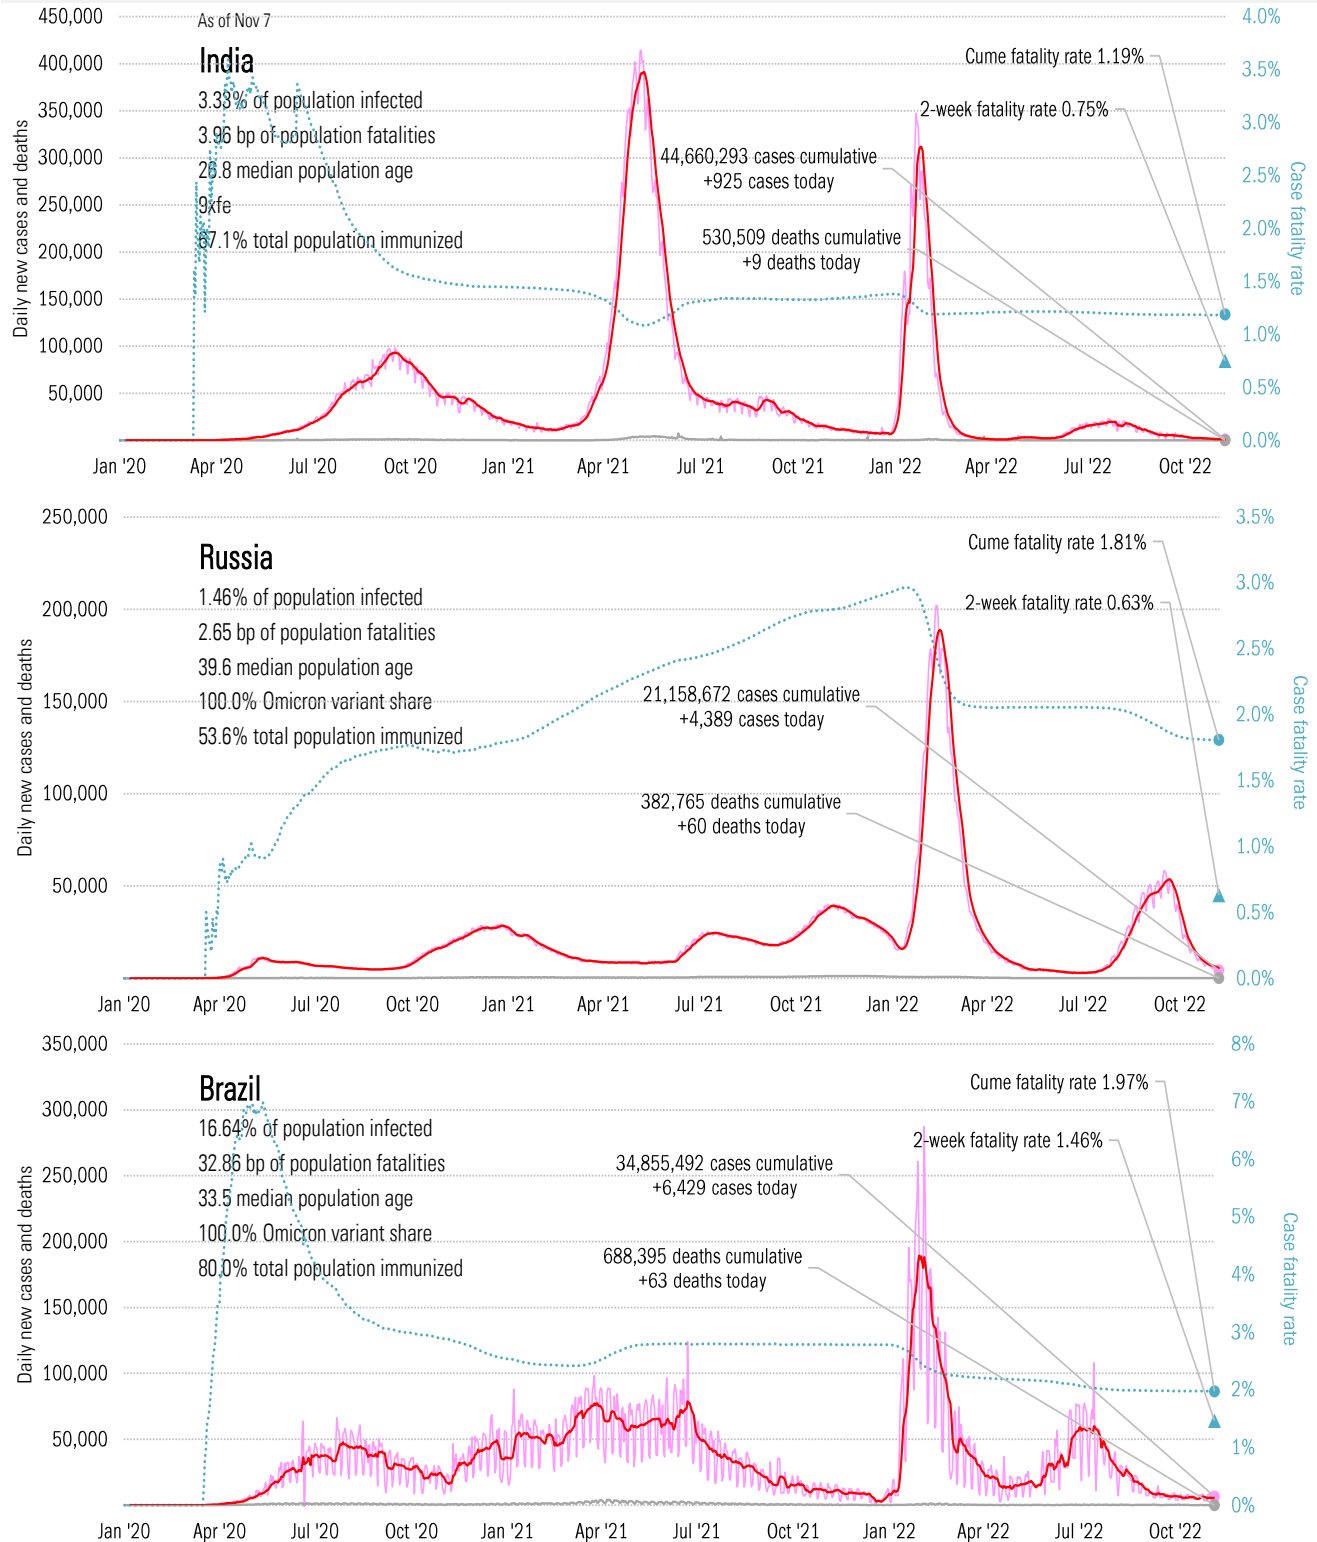 As of Nov 7
India
3.33% of population infected
3.96 bp of population fatalities
26.8 median population age
9xfe
67.1% total population immunized
Cume fatality rate 1.19%
2-week fatality rate 0.75%
44,660,293 cases cumulative
+925 cases today
530,509 deaths cumulative
+9 deaths today
Daily new cases and deaths
450,000
400,000
350,000
300,000
250,000
200,000
150,000
100,000
50,000
4.0%
3.5%
3.0%
2.5%
2.0%
1.5%
1.0%
0.5%
0.0%
Case fatality rate
Jan '20 Apr '20 Jul '20 Oct '20 Jan '21 Apr '21 Jul '21 Oct '21 Jan '22 Apr '22 Jul '22 Oct '22
Russia
1.46% of population infected
2.65 bp of population fatalities
39.6 median population age
100.0% Omicron variant share
53.6% total population immunized
Cume fatality rate 1.81%
2-week fatality rate 0.63%
21,158,672 cases cumulative
+4,389 cases today
382,765 deaths cumulative
+60 deaths today
Daily new cases and deaths
250,000
200,000
150,000
100,000
50,000
3.5%
3.0%
2.5%
2.0%
1.5%
1.0%
0.5%
0.0%
Case fatality rate
Jan '20 Apr '20 Jul '20 Oct '20 Jan '21 Apr '21 Jul '21 Oct '21 Jan '22 Apr '22 Jul '22 Oct '22
Brazil
16.64% of population infected
32.86 bp of population fatalities
33.5 median population age
100.0% Omicron variant share
80.0% total population immunized
Cume fatality rate 1.97%
2-week fatality rate 1.46%
34,855,492 cases cumulative
+6,429 cases today
688,395 deaths cumulative
+63 deaths today
Daily new cases and deaths
350,000
300,000
250,000
200,000
150,000
100,000
50,000
8%
7%
6%
5%
4%
3%
2%
1%
0%
Case fatality rate
Jan '20 Apr '20 Jul '20 Oct '20 Jan '21 Apr '21 Jul '21 Oct '21 Jan '22 Apr '22 Jul '22 Oct '22